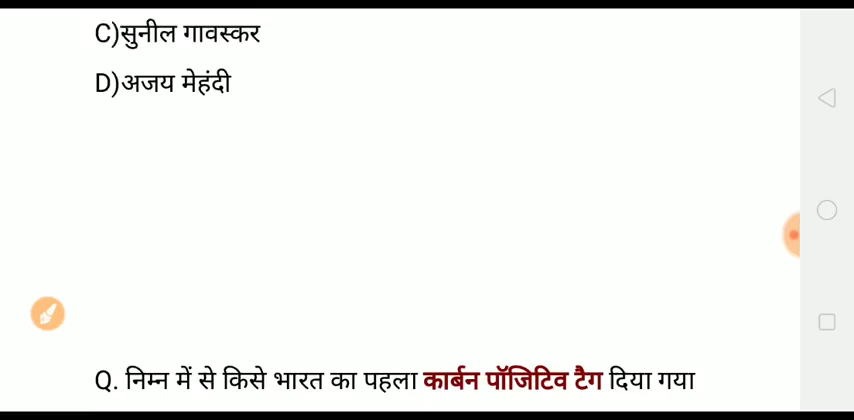 C)सुनील गावस्कर
D)अजय मेहंदी
Q. निम्न में से किसे भारत का पहला कार्बन पॉजिटिव टैग दिया गया